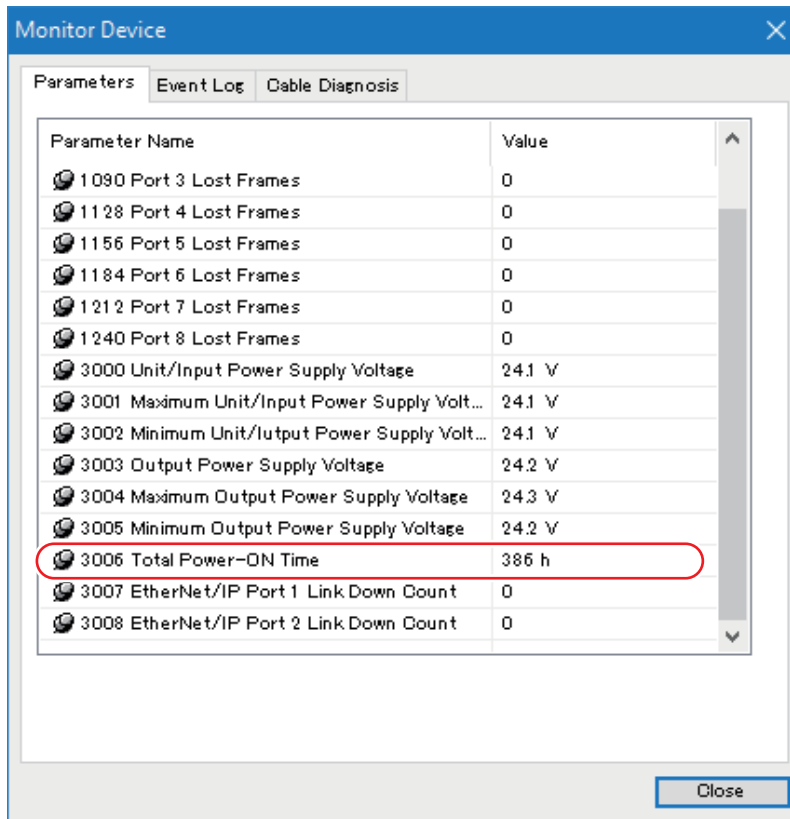 Monitor Device
Parameters Event Log Cable Diagnosis
Parameter Name Value
1090 Port 3 Lost Frames 0
1128 Port 4 Lost Frames 0
1156 Port 5 Lost Frames 0
1184 Port 6 Lost Frames 0
1212 Port 7 Lost Frames 0
1240 Port 8 Lost Frames 0
3000 Unit/Input Power Supply Voltage 24.1 V
3001 Maximum Unit/Input Power Supply Volt... 24.1 V
3002 Minimum Unit/Iutput Power Supply Volt... 24.1 V
3003 Output Power Supply Voltage 24.2 V
3004 Maximum Output Power Supply Voltage 24.3 V
3005 Minimum Output Power Supply Voltage 24.2 V
3006 Total Power-ON Time 386 h
3007 EtherNet/IP Port 1 Link Down Count 0
3008 EtherNet/IP Port 2 Link Down Count 0
Close